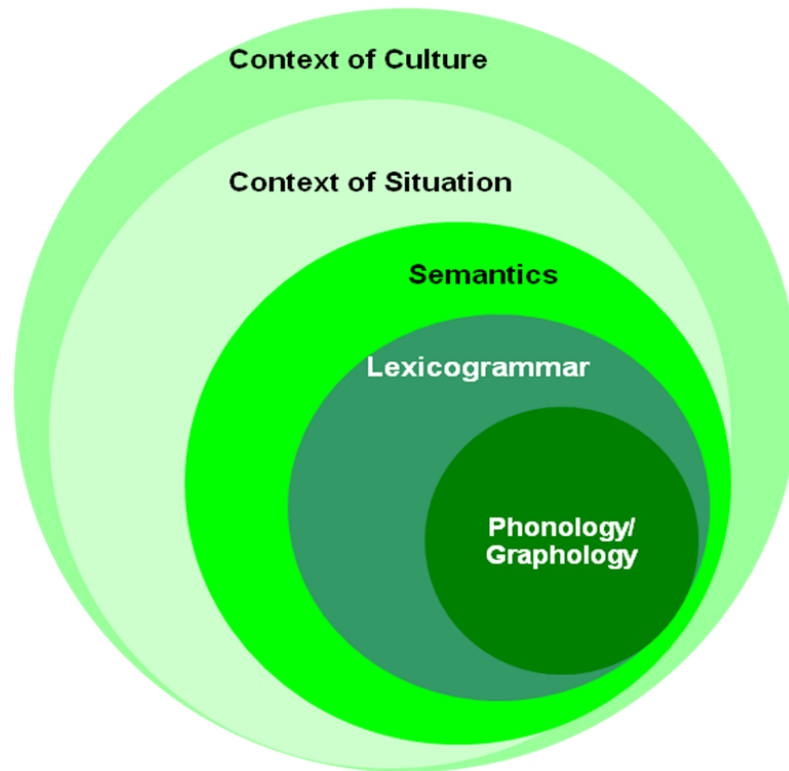 Context of Culture
Context of Situation
Semantics
Lexicogrammar
Phonology/
Graphology